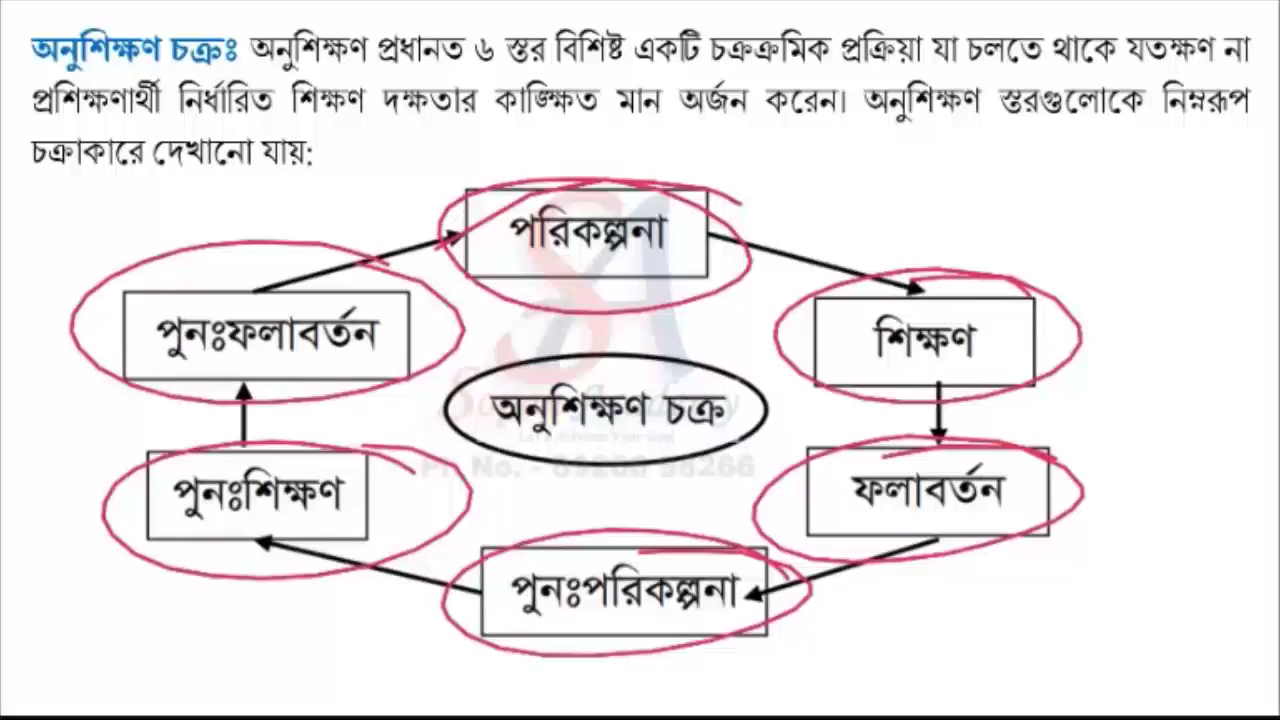 অনুশিক্ষণ চক্রঃ অনুশিক্ষণ প্রধানত ৬ স্তর বিশিষ্ট একটি চক্রক্রমিক প্রক্রিয়া যা চলতে থাকে যতক্ষণ না
প্রশিক্ষণার্থী নির্ধারিত শিক্ষণ দক্ষতার কাঙ্ক্ষিত মান অর্জন করেন। অনুশিক্ষণ স্তরগুলোকে নিম্নরূপ
চক্রাকারে দেখানো যায়:
পরিকল্পনা
পুনঃফলাবর্তন
শিক্ষণ
অনুশিক্ষণ চক্র
পুনঃশিক্ষণ
ফলাবর্তন
পুনঃপরিকল্পনা